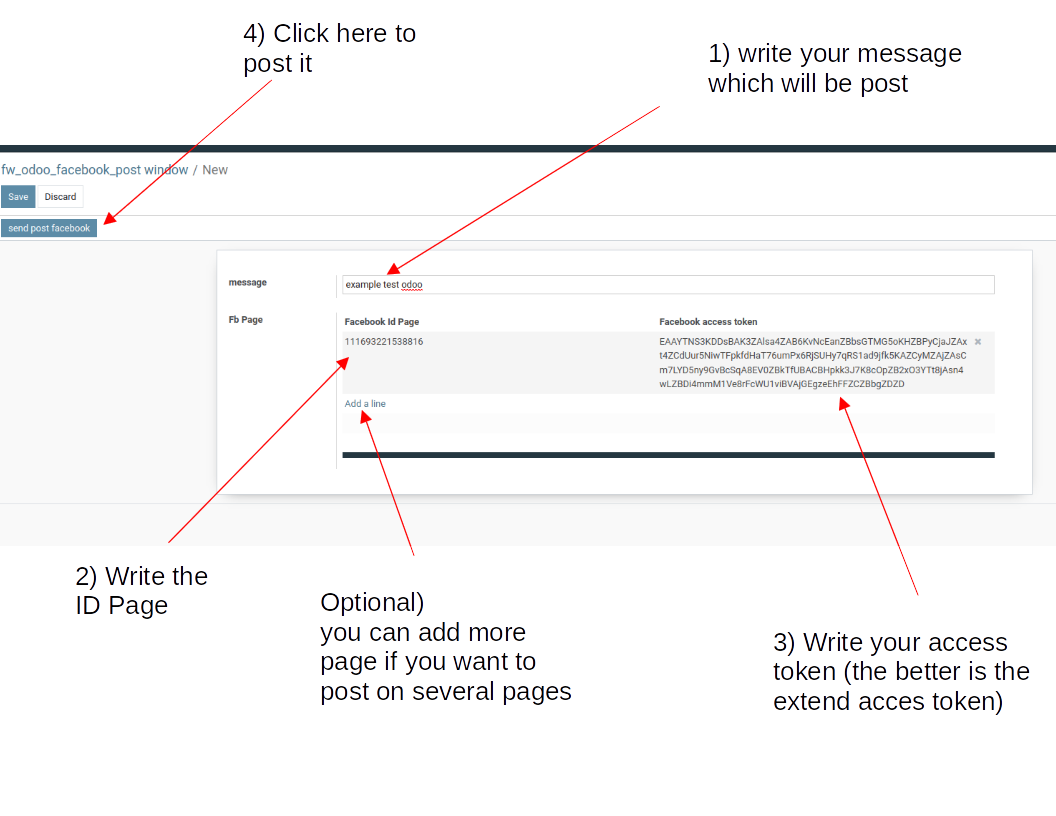 4) Click here to
post it
1) write your message
which will be post
fw_odoo_facebook_post window / New
Save Discard
send post facebook
message
example test odoo
Fb Page
Facebook Id Page Facebook access token
111693221538816
Add a line
2) Write the
ID Page
Optional)
you can add more
page if you want to
post on several pages
3) Write your access
token (the better is the
extend acces token)